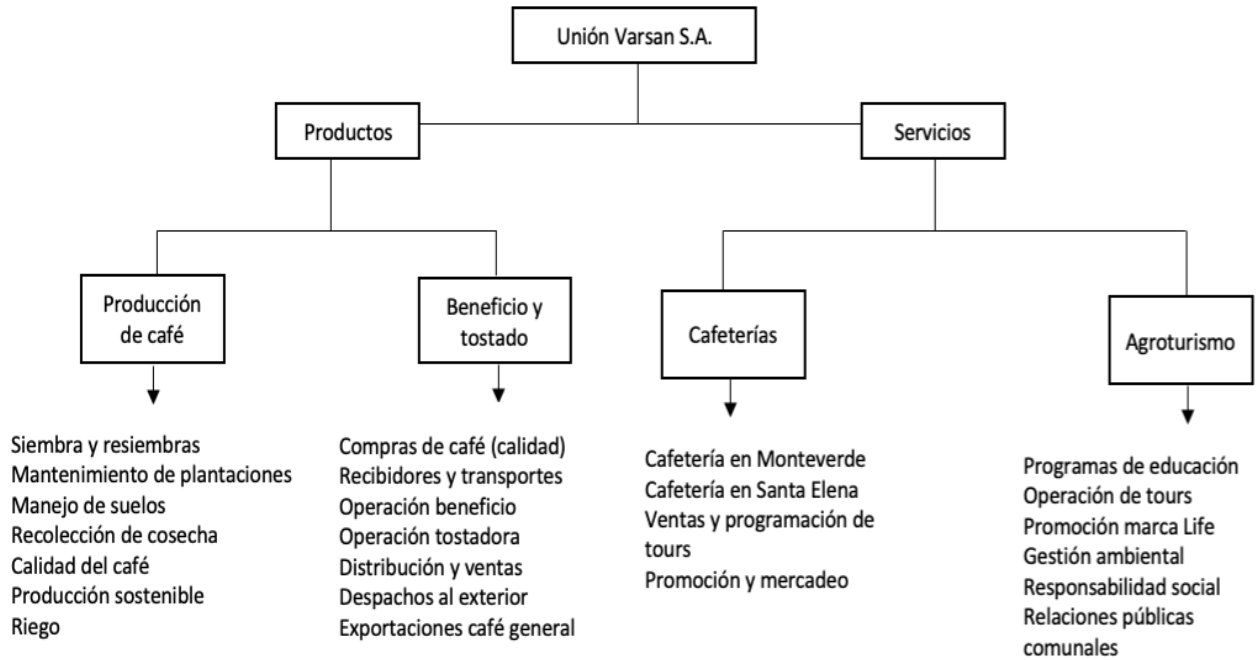 Unión Varsan S.A.
Productos
Servicios
Producción
de café
Beneficio y
tostado
Cafeterías
Agroturismo
Siembra y resiembras
Mantenimiento de plantaciones
Manejo de suelos
Recolección de cosecha
Calidad del café
Producción sostenible
Riego
Compras de café (calidad)
Recibidores y transportes
Operación beneficio
Operación tostadora
Distribución y ventas
Despachos al exterior
Exportaciones café general
Cafetería en Monteverde
Cafetería en Santa Elena
Ventas y programación de
tours
Promoción y mercadeo
Programas de educación
Operación de tours
Promoción marca Life
Gestión ambiental
Responsabilidad social
Relaciones públicas
comunales